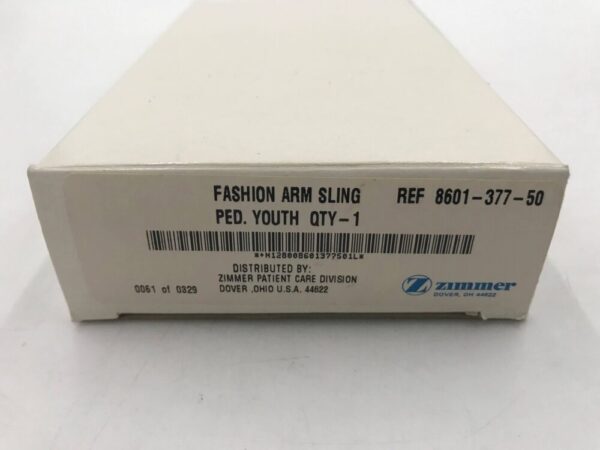 FASHION ARM SLING REF 8601-377-50
PED. YOUTH QTY-1
*+M128008601377501L*
DISTRIBUTED BY:
ZIMMER PATIENT CARE DIVISION
0061 of 0329 DOVER ,OHIO U.S.A. 44622
Z zimmer
DOVER, OH 44622